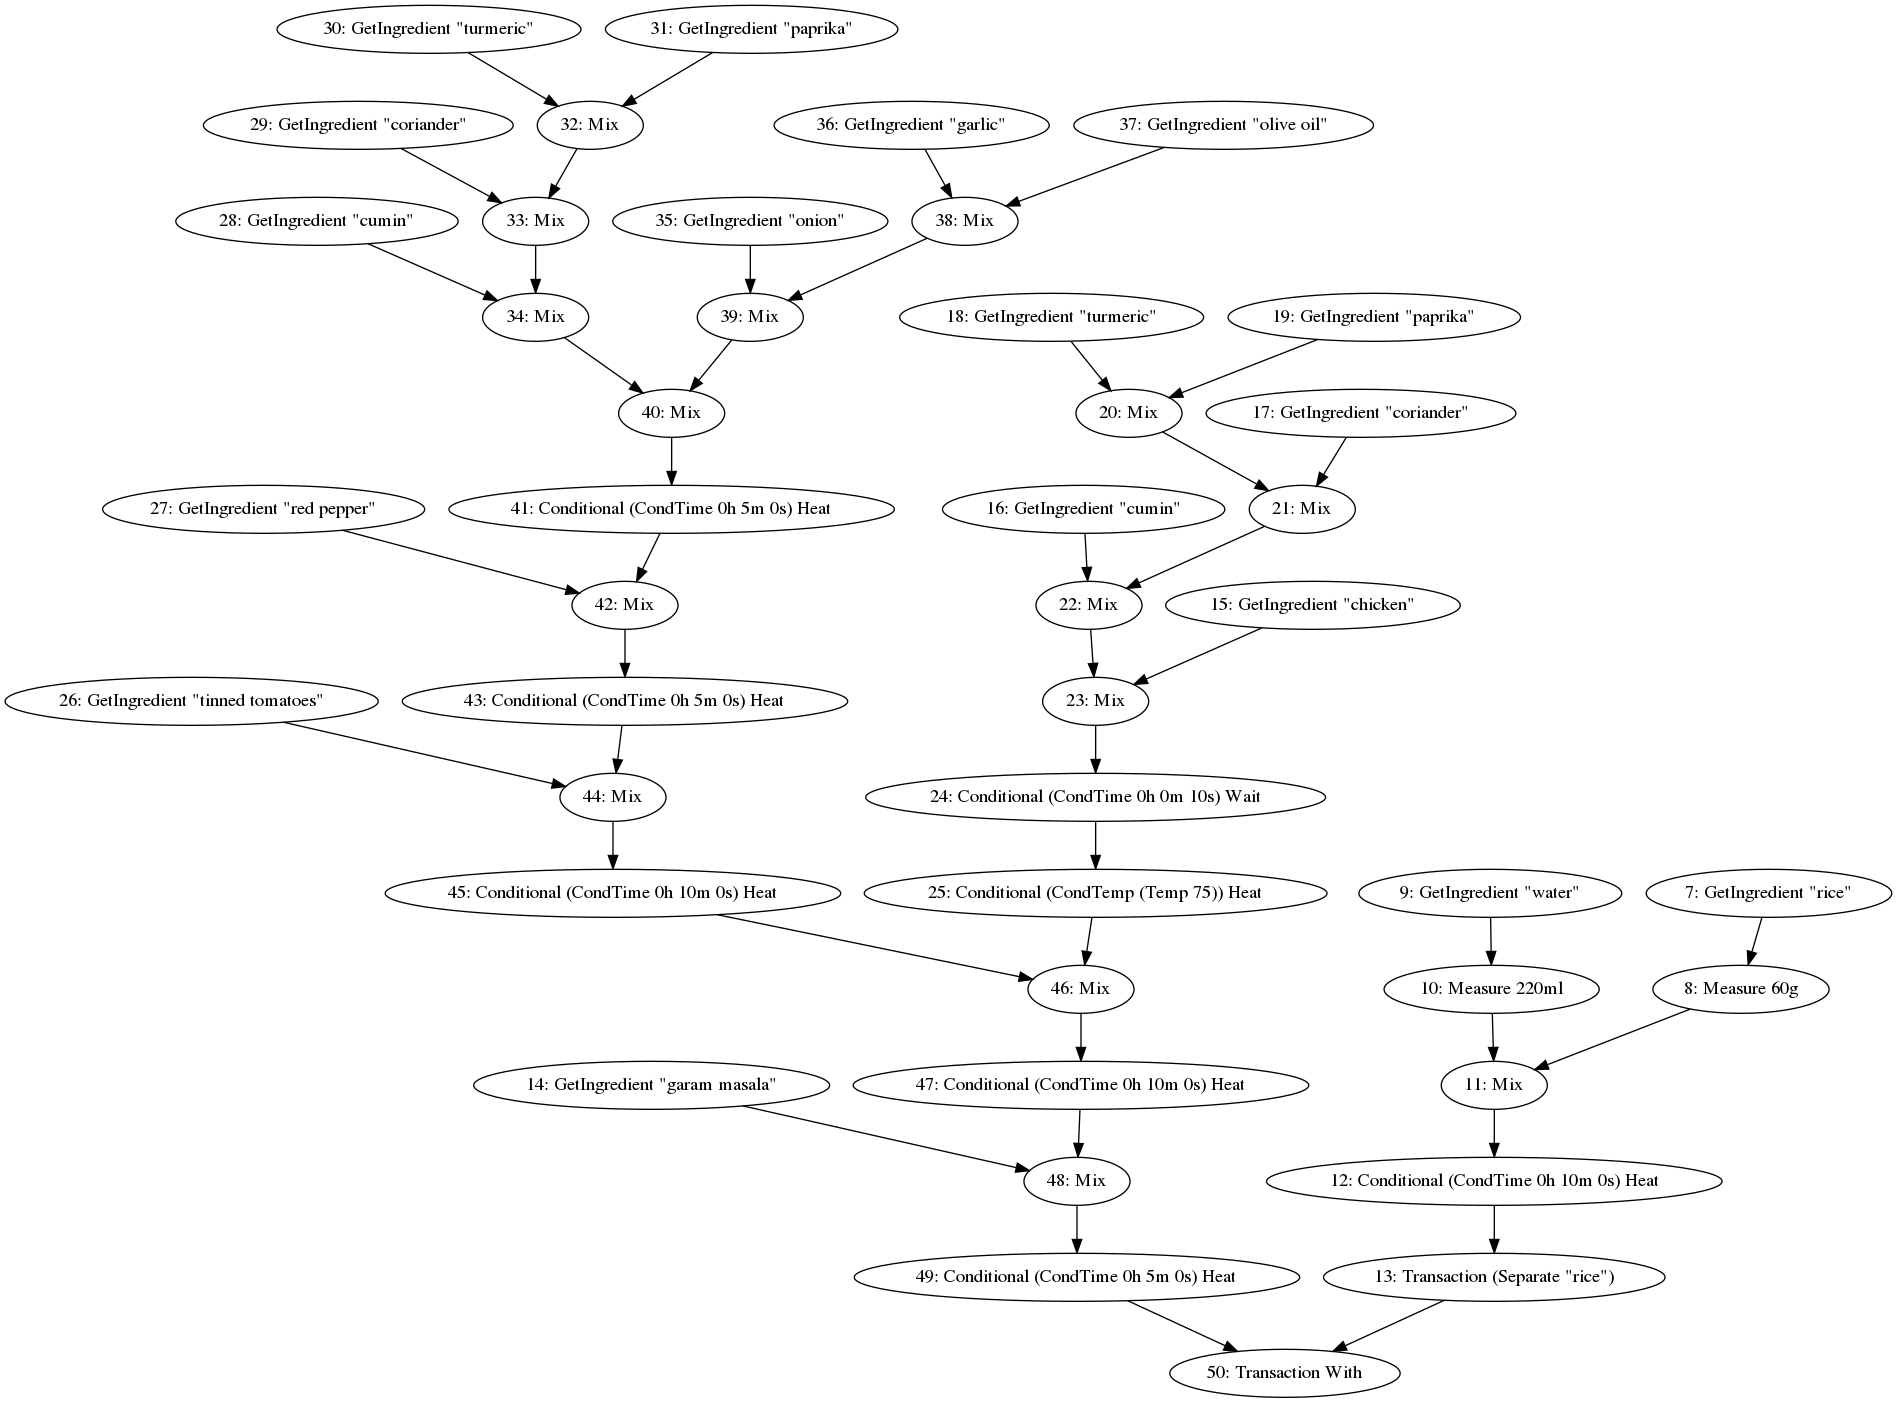 30: GetIngredient "turmeric"
31: GetIngredient "paprika"
29: GetIngredient "coriander"
32: Mix
36: GetIngredient "garlic"
37: GetIngredient "olive oil"
28: GetIngredient "cumin"
33: Mix
35: GetIngredient "onion"
38: Mix
34: Mix
39: Mix
18: GetIngredient "turmeric"
19: GetIngredient "paprika"
40: Mix
20: Mix
17: GetIngredient "coriander"
27: GetIngredient "red pepper"
41: Conditional (CondTime 0h 5m 0s) Heat
16: GetIngredient "cumin"
21: Mix
42: Mix
22: Mix
15: GetIngredient "chicken"
26: GetIngredient "tinned tomatoes"
43: Conditional (CondTime 0h 5m 0s) Heat
23: Mix
44: Mix
24: Conditional (CondTime 0h 0m 10s) Wait
45: Conditional (CondTime 0h 10m 0s) Heat
25: Conditional (CondTemp (Temp 75)) Heat
9: GetIngredient "water"
7: GetIngredient "rice"
46: Mix
10: Measure 220ml
8: Measure 60g
14: GetIngredient "garam masala"
47: Conditional (CondTime 0h 10m 0s) Heat
11: Mix
48: Mix
12: Conditional (CondTime 0h 10m 0s) Heat
49: Conditional (CondTime 0h 5m 0s) Heat
13: Transaction (Separate "rice")
50: Transaction With